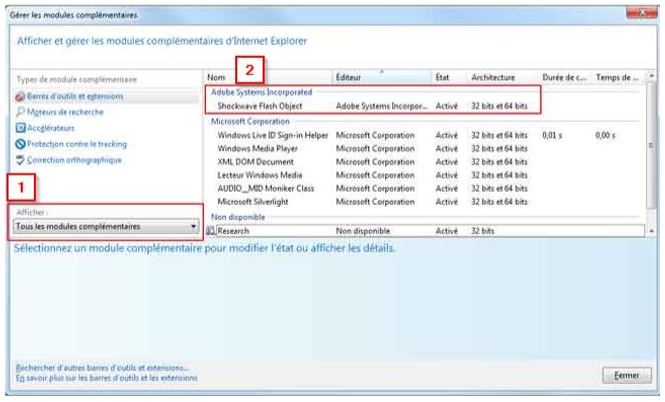 Gérer les modules complémentaires
Afficher et gérer les modules complémentaires d'Internet Explorer
Types de module complémentaire
Barres d'outils et extensions
Moteurs de recherche
Accélérateurs
Protection contre le tracking
Correction orthographique
1
Afficher :
Tous les modules complémentaires
2
Nom Éditeur État Architecture Durée de c... Temps de ...
Adobe Systems Incorporated
Shockwave Flash Object Adobe Systems Incorpor... Activé 32 bits et 64 bits
Microsoft Corporation
Windows Live ID Sign-in Helper Microsoft Corporation Activé 32 bits et 64 bits 0,01 s 0,00 s
Windows Media Player Microsoft Corporation Activé 32 bits et 64 bits
XML DOM Document Microsoft Corporation Activé 32 bits et 64 bits
Lecteur Windows Media Microsoft Corporation Activé 32 bits et 64 bits
AUDIO__MID Moniker Class Microsoft Corporation Activé 32 bits et 64 bits
Microsoft Silverlight Microsoft Corporation Activé 32 bits et 64 bits
Non disponible
Research Non disponible Activé 32 bits
Sélectionnez un module complémentaire pour modifier l'état ou afficher les détails.
Rechercher d'autres barres d'outils et extensions...
En savoir plus sur les barres d'outils et les extensions
Fermer